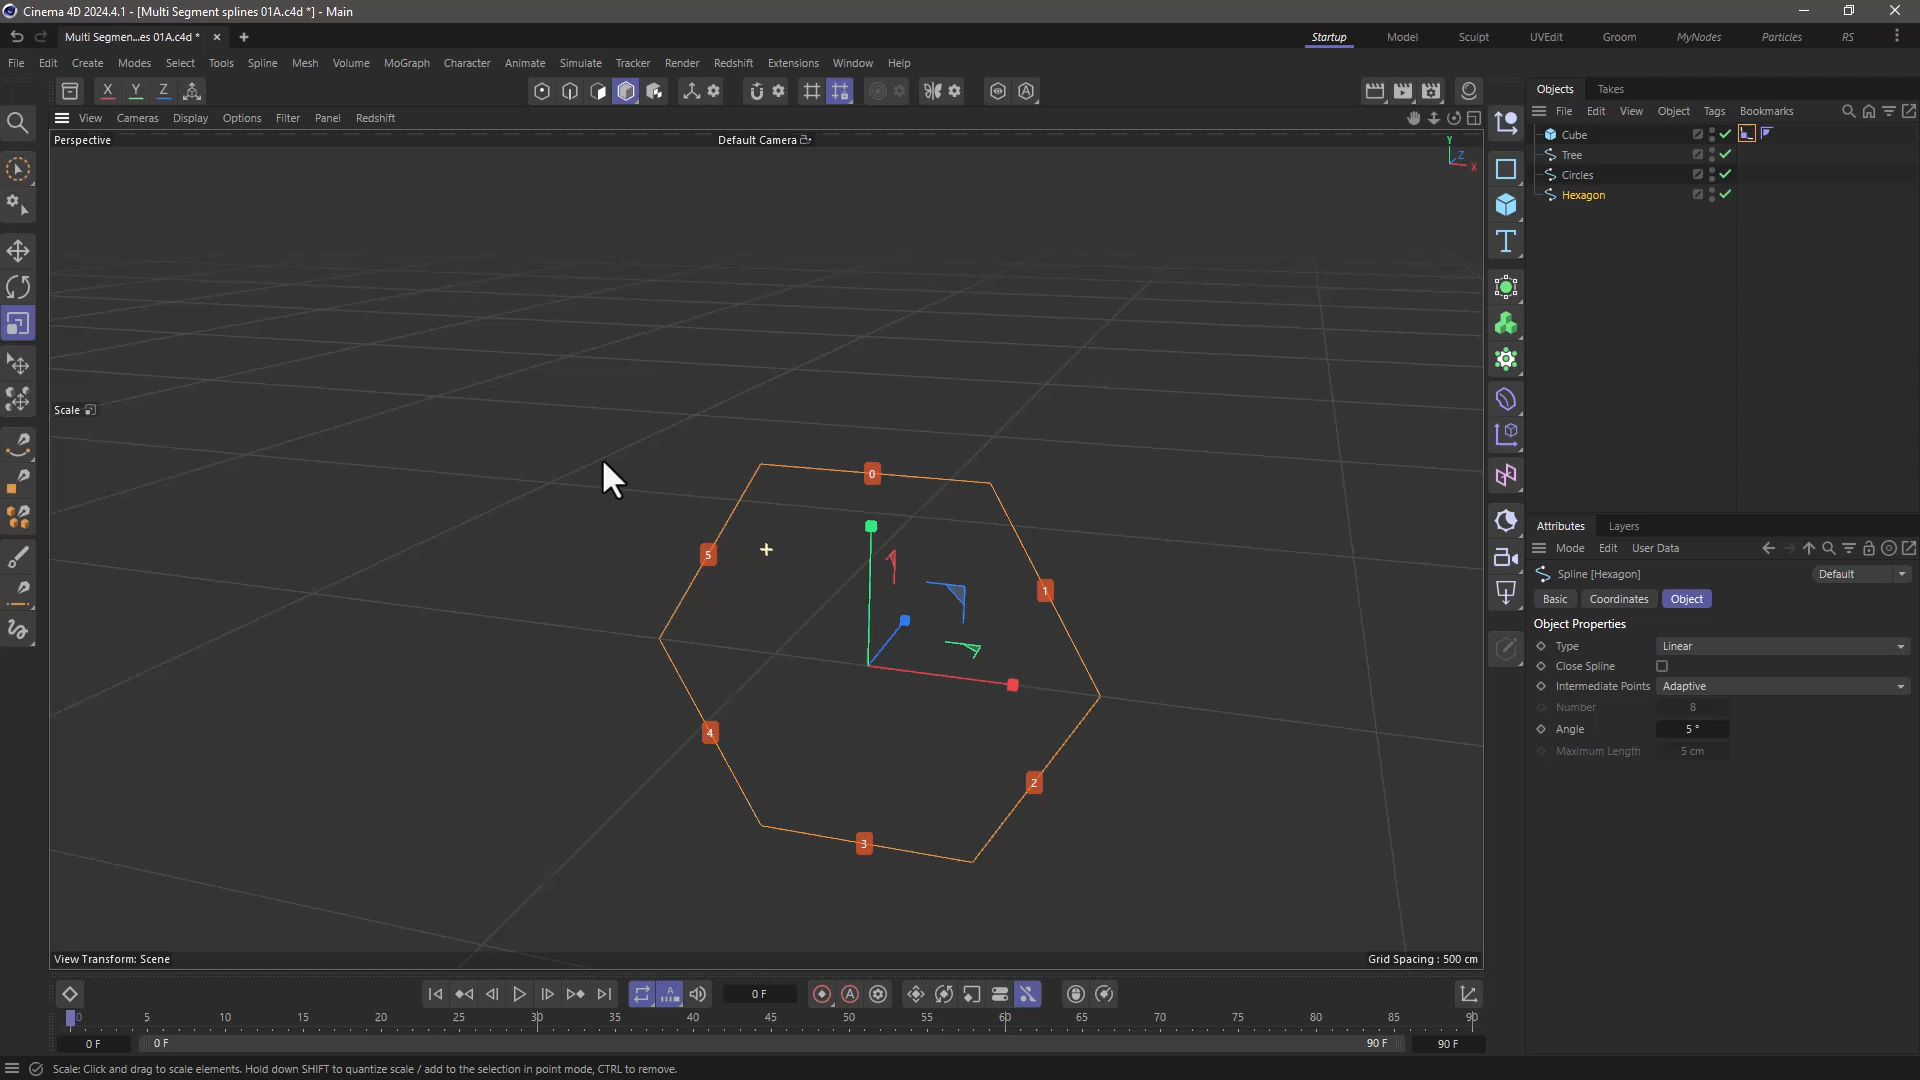 Cinema 4D 2024.4.1 - [Multi Segment splines 01A.c4d *] - Main
Multi Segmen...es 01A.c4d *
Startup Model Sculpt UVEdit Groom MyNodes Particles RS
File Edit Create Modes Select Tools Spline Mesh Volume MoGraph Character Animate Simulate Tracker Render Redshift Extensions Window Help
X Y Z
View Cameras Display Options Filter Panel Redshift
Perspective
Default Camera
Y
Z
X
Scale
0
5
1
4
2
3
View Transform: Scene
Grid Spacing : 500 cm
Objects Takes
File Edit View Object Tags Bookmarks
Cube
Tree
Circles
Hexagon
Attributes Layers
Mode Edit User Data
Spline [Hexagon]
Default
Basic Coordinates Object
Object Properties
Type Linear
Close Spline
Intermediate Points Adaptive
Number 8
Angle 5 °
Maximum Length 5 cm
0 F
0 5 10 15 20 25 30 35 40 45 50 55 60 65 70 75 80 85 90
0 F 0 F 90 F 90 F
Scale: Click and drag to scale elements. Hold down SHIFT to quantize scale / add to the selection in point mode, CTRL to remove.